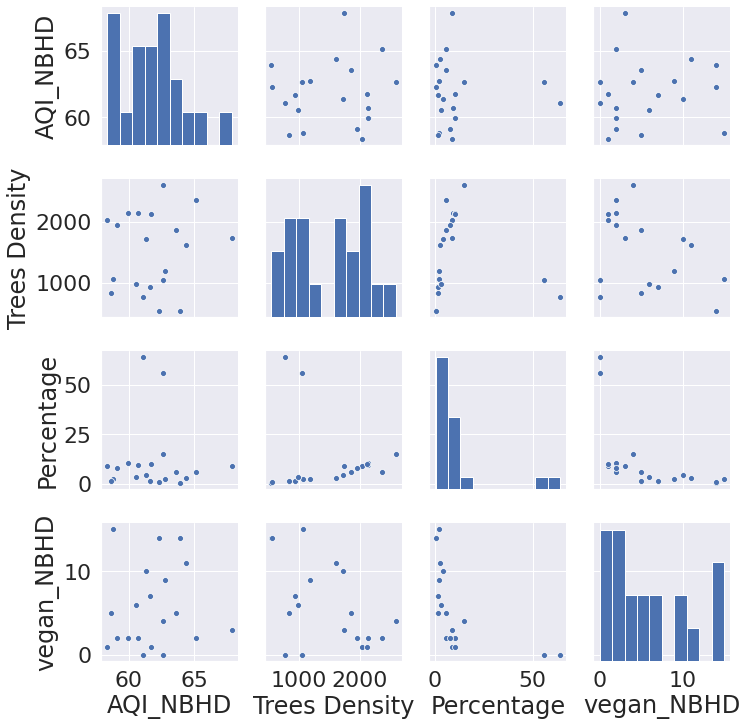 AQI_NBHD
65
60
Trees Density
2000
1000
Percentage
50
25
0
vegan_NBHD
10
0
60 65 1000 2000 0 50 0 10
AQI_NBHD Trees Density Percentage vegan_NBHD